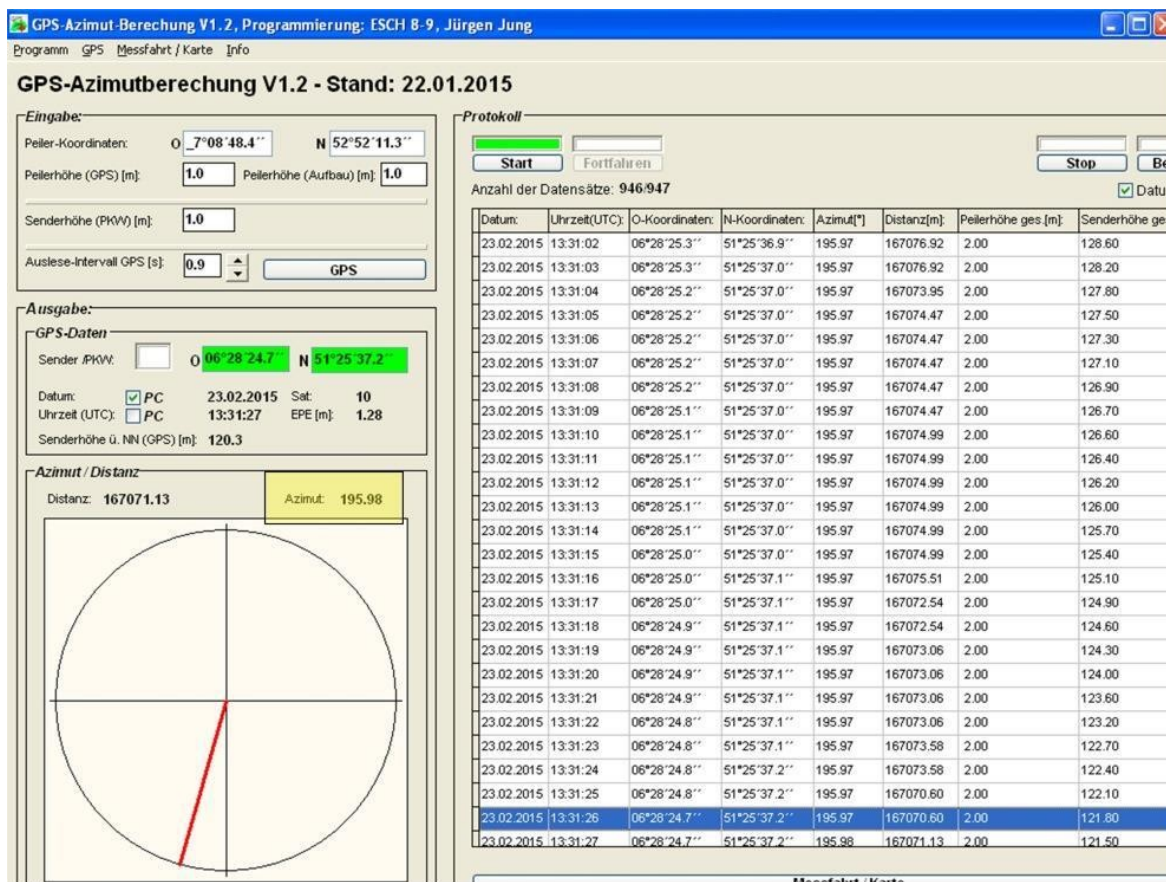 GPS-Azimut-Berechung V1.2, Programmierung: ESCH 8-9, Jürgen Jung
Programm GPS Messfahrt / Karte Info
GPS-Azimutberechung V1.2 - Stand: 22.01.2015
Eingabe:
Peiler-Koordinaten: O _7°08´48.4´´ N 52°52´11.3´´
Peilerhöhe (GPS) [m]: 1.0 Peilerhöhe (Aufbau) [m]: 1.0
Senderhöhe (PKW) [m]: 1.0
Auslese-Intervall GPS [s]: 0.9 GPS
Ausgabe:
GPS-Daten
Sender /PKW: O 06°28´24.7´´ N 51°25´37.2´´
Datum: PC 23.02.2015 Sat: 10
Uhrzeit (UTC): PC 13:31:27 EPE [m]: 1.28
Senderhöhe ü. NN (GPS) [m]: 120.3
Azimut / Distanz
Distanz: 167071.13 Azimut: 195.98
Protokoll
Start Fortfahren Stop Be
Anzahl der Datensätze: 946/947 Datu
Datum: Uhrzeit(UTC): O-Koordinaten: N-Koordinaten: Azimut[°] Distanz[m]: Peilerhöhe ges.[m]: Senderhöhe ge
23.02.2015 13:31:02 06°28´25.3´´ 51°25´36.9´´ 195.97 167076.92 2.00 128.60
23.02.2015 13:31:03 06°28´25.3´´ 51°25´37.0´´ 195.97 167076.92 2.00 128.20
23.02.2015 13:31:04 06°28´25.2´´ 51°25´37.0´´ 195.97 167073.95 2.00 127.80
23.02.2015 13:31:05 06°28´25.2´´ 51°25´37.0´´ 195.97 167074.47 2.00 127.50
23.02.2015 13:31:06 06°28´25.2´´ 51°25´37.0´´ 195.97 167074.47 2.00 127.30
23.02.2015 13:31:07 06°28´25.2´´ 51°25´37.0´´ 195.97 167074.47 2.00 127.10
23.02.2015 13:31:08 06°28´25.2´´ 51°25´37.0´´ 195.97 167074.47 2.00 126.90
23.02.2015 13:31:09 06°28´25.1´´ 51°25´37.0´´ 195.97 167074.47 2.00 126.70
23.02.2015 13:31:10 06°28´25.1´´ 51°25´37.0´´ 195.97 167074.99 2.00 126.60
23.02.2015 13:31:11 06°28´25.1´´ 51°25´37.0´´ 195.97 167074.99 2.00 126.40
23.02.2015 13:31:12 06°28´25.1´´ 51°25´37.0´´ 195.97 167074.99 2.00 126.20
23.02.2015 13:31:13 06°28´25.1´´ 51°25´37.0´´ 195.97 167074.99 2.00 126.00
23.02.2015 13:31:14 06°28´25.1´´ 51°25´37.0´´ 195.97 167074.99 2.00 125.70
23.02.2015 13:31:15 06°28´25.0´´ 51°25´37.0´´ 195.97 167074.99 2.00 125.40
23.02.2015 13:31:16 06°28´25.0´´ 51°25´37.1´´ 195.97 167075.51 2.00 125.10
23.02.2015 13:31:17 06°28´25.0´´ 51°25´37.1´´ 195.97 167072.54 2.00 124.90
23.02.2015 13:31:18 06°28´24.9´´ 51°25´37.1´´ 195.97 167072.54 2.00 124.60
23.02.2015 13:31:19 06°28´24.9´´ 51°25´37.1´´ 195.97 167073.06 2.00 124.30
23.02.2015 13:31:20 06°28´24.9´´ 51°25´37.1´´ 195.97 167073.06 2.00 124.00
23.02.2015 13:31:21 06°28´24.9´´ 51°25´37.1´´ 195.97 167073.06 2.00 123.60
23.02.2015 13:31:22 06°28´24.8´´ 51°25´37.1´´ 195.97 167073.06 2.00 123.20
23.02.2015 13:31:23 06°28´24.8´´ 51°25´37.1´´ 195.97 167073.58 2.00 122.70
23.02.2015 13:31:24 06°28´24.8´´ 51°25´37.2´´ 195.97 167073.58 2.00 122.40
23.02.2015 13:31:25 06°28´24.8´´ 51°25´37.2´´ 195.97 167070.60 2.00 122.10
23.02.2015 13:31:26 06°28´24.7´´ 51°25´37.2´´ 195.97 167070.60 2.00 121.80
23.02.2015 13:31:27 06°28´24.7´´ 51°25´37.2´´ 195.98 167071.13 2.00 121.50
Messfahrt / Karte